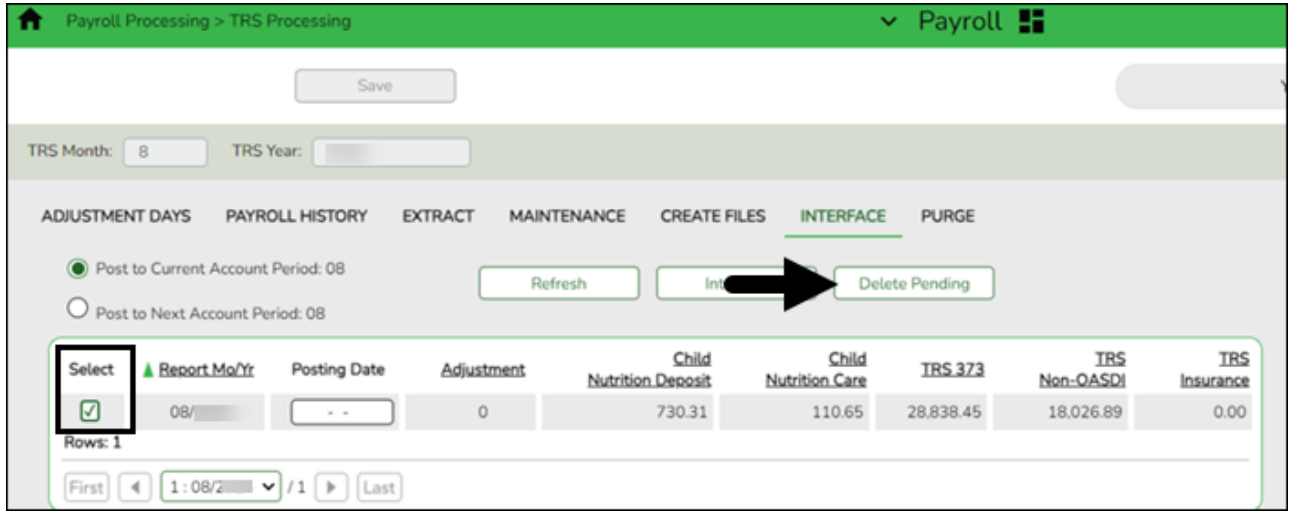 Payroll Processing > TRS Processing
Payroll
Save
TRS Month: 8 TRS Year:
ADJUSTMENT DAYS PAYROLL HISTORY EXTRACT MAINTENANCE CREATE FILES INTERFACE PURGE
Post to Current Account Period: 08
Refresh Delete Pending
Post to Next Account Period: 08
Select Report Mo/Yr Posting Date Adjustment Child Nutrition Deposit Child Nutrition Care TRS 373 TRS Non-OASDI TRS Insurance
08/ - - 0 730.31 110.65 28,838.45 18,026.89 0.00
Rows: 1
First 1 : 08/2 / 1 Last